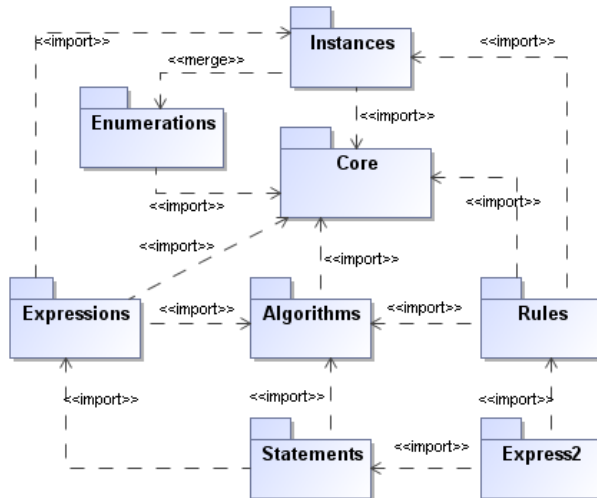 <<import>>
Instances
<<import>>
<<merge>>
Enumerations
<<import>>
Core
<<import>>
<<import>>
<<import>>
<<import>>
Expressions
<<import>>
Algorithms
<<import>>
Rules
<<import>>
<<import>>
<<import>>
Statements
<<import>>
Express2